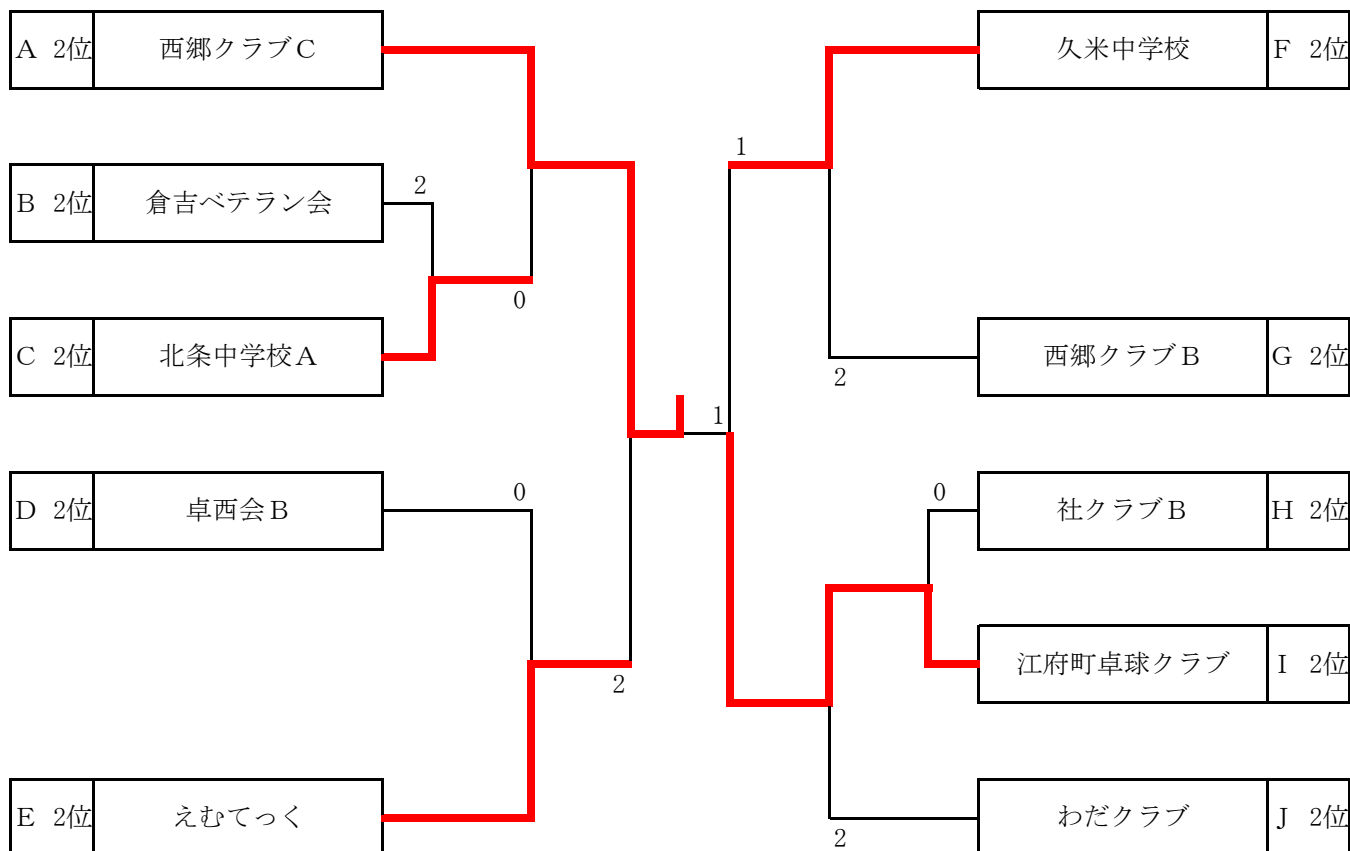 A 2位 西郷クラブC
久米中学校 F 2位
1
B 2位 倉吉ベテラン会 2
0
C 2位 北条中学校A
西郷クラブB G 2位
2
1
D 2位 卓西会B 0
0 社クラブB H 2位
江府町卓球クラブ I 2位
2
E 2位 えむてっく
わだクラブ J 2位
2